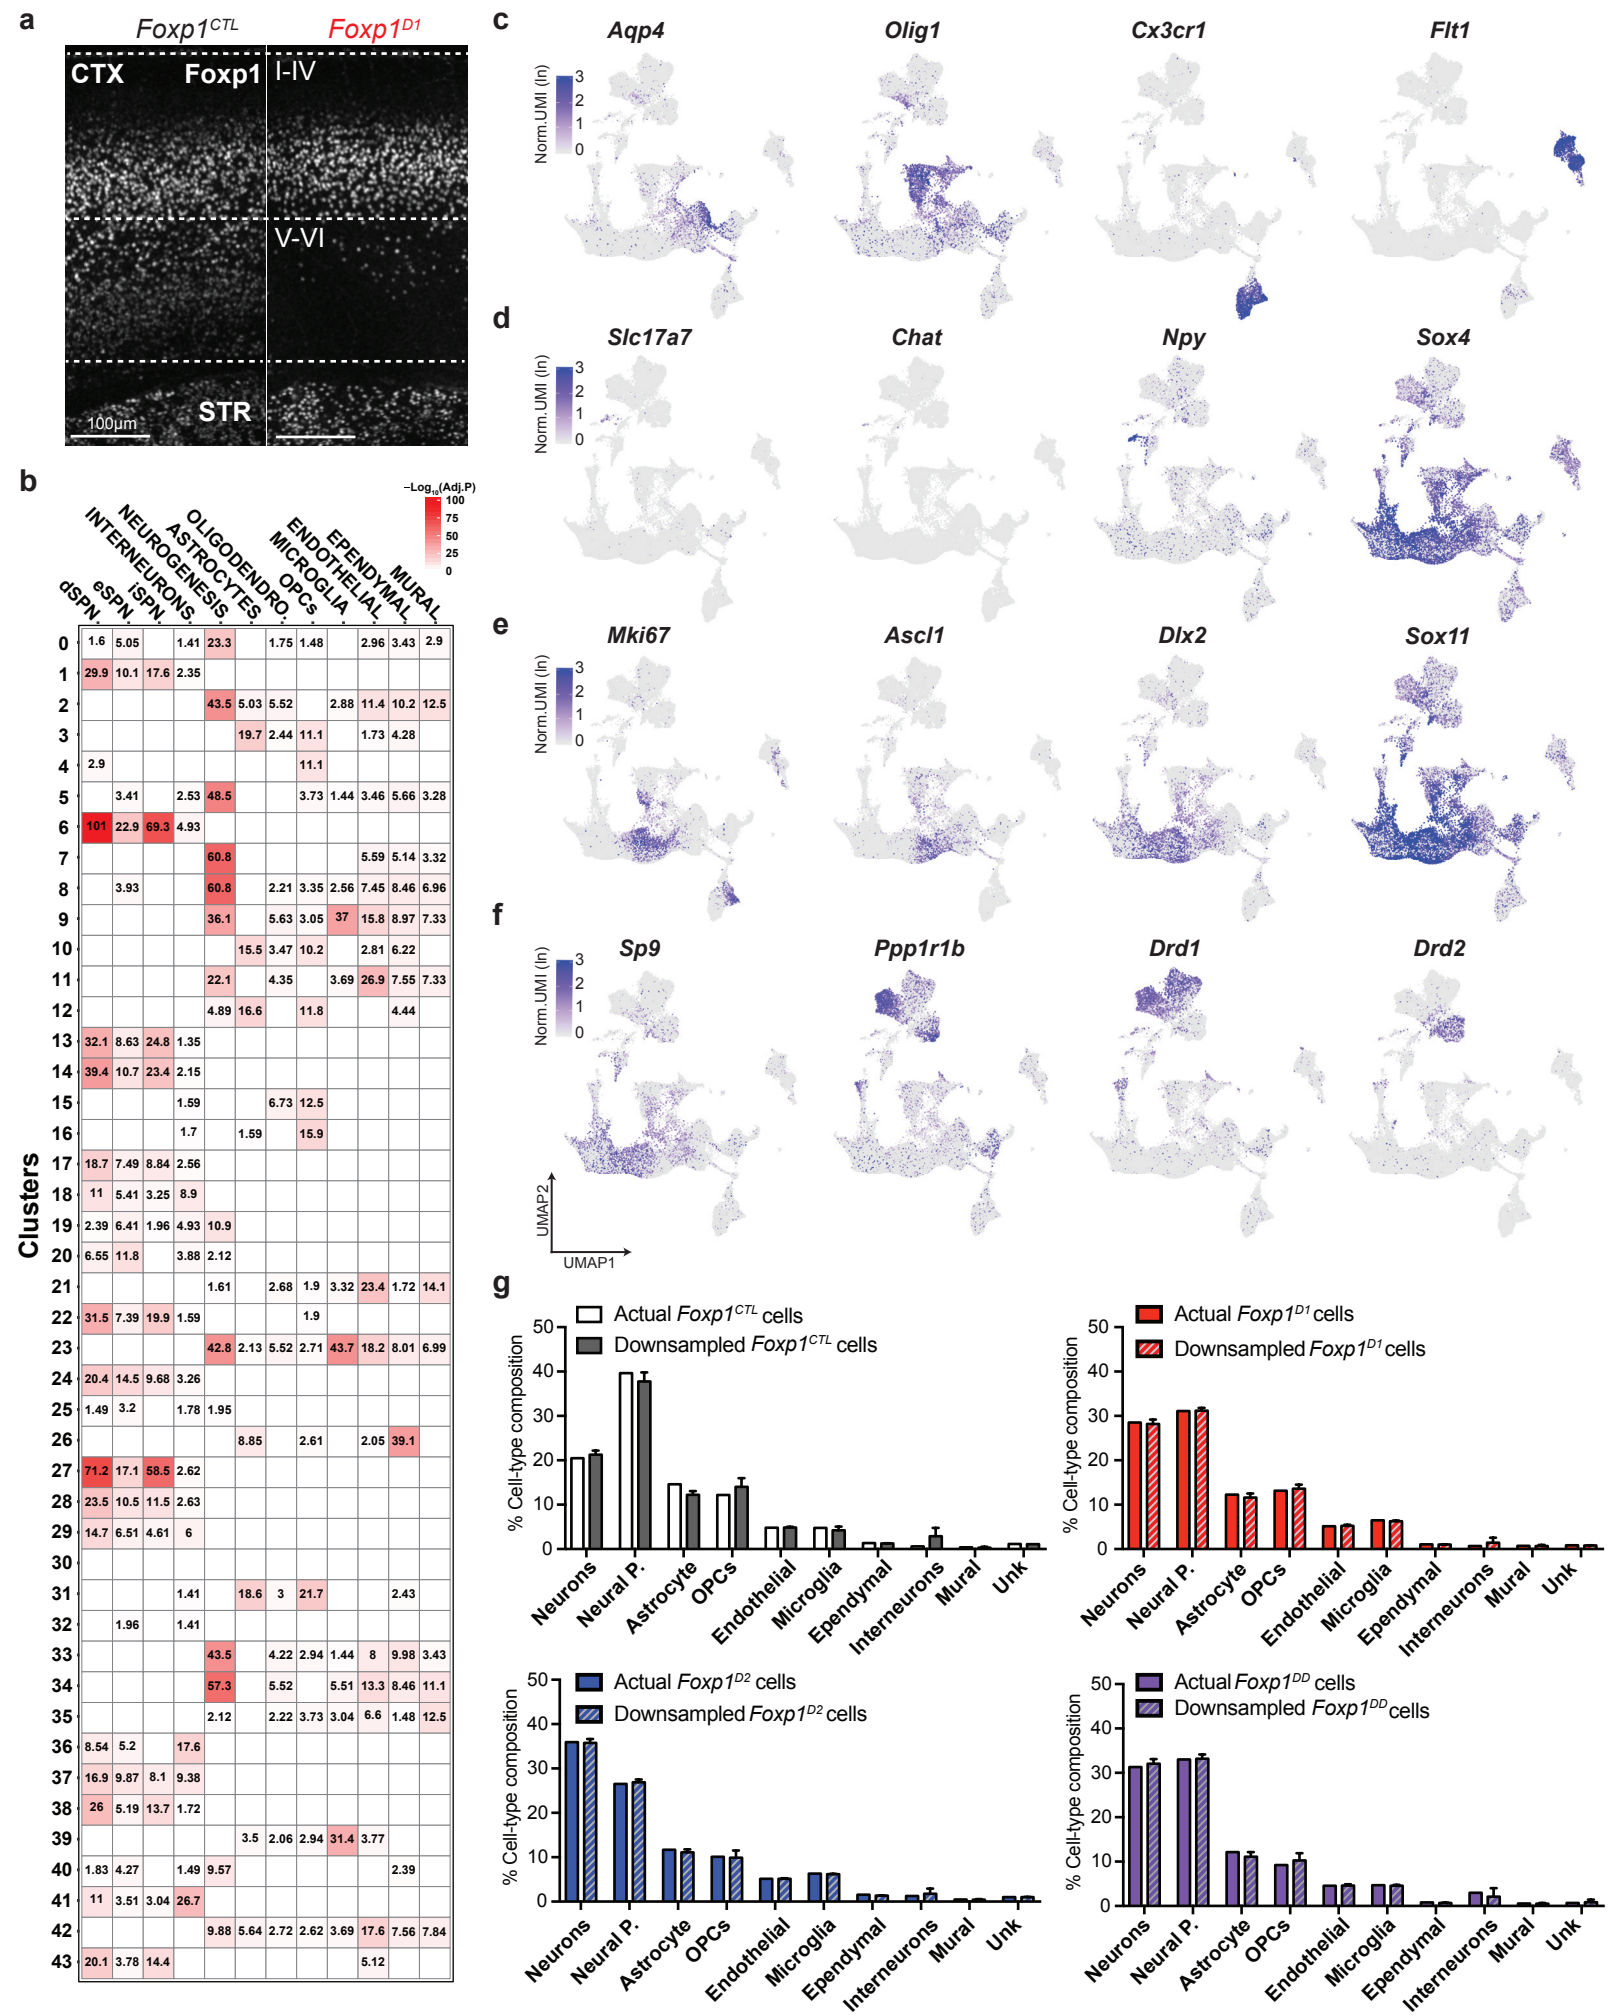 a
Foxp1CTL
Foxp1D1
CTX
Foxp1
I-IV
V-VI
STR
100µm
b
−Log10(Adj.P)
100
75
50
25
0
dSPN
eSPN
iSPN
INTERNEURONS
NEUROGENESIS
ASTROCYTES
OLIGODENDRO.
OPCs
MICROGLIA
ENDOTHELIAL
EPENDYMAL
MURAL
Clusters
0 1.6 5.05 1.41 23.3 1.75 1.48 2.96 3.43 2.9
1 29.9 10.1 17.6 2.35
2 43.5 5.03 5.52 2.88 11.4 10.2 12.5
3 19.7 2.44 11.1 1.73 4.28
4 2.9 11.1
5 3.41 2.53 48.5 3.73 1.44 3.46 5.66 3.28
6 101 22.9 69.3 4.93
7 60.8 5.59 5.14 3.32
8 3.93 60.8 2.21 3.35 2.56 7.45 8.46 6.96
9 36.1 5.63 3.05 37 15.8 8.97 7.33
10 15.5 3.47 10.2 2.81 6.22
11 22.1 4.35 3.69 26.9 7.55 7.33
12 4.89 16.6 11.8 4.44
13 32.1 8.63 24.8 1.35
14 39.4 10.7 23.4 2.15
15 1.59 6.73 12.5
16 1.7 1.59 15.9
17 18.7 7.49 8.84 2.56
18 11 5.41 3.25 8.9
19 2.39 6.41 1.96 4.93 10.9
20 6.55 11.8 3.88 2.12
21 1.61 2.68 1.9 3.32 23.4 1.72 14.1
22 31.5 7.39 19.9 1.59 1.9
23 42.8 2.13 5.52 2.71 43.7 18.2 8.01 6.99
24 20.4 14.5 9.68 3.26
25 1.49 3.2 1.78 1.95
26 8.85 2.61 2.05 39.1
27 71.2 17.1 58.5 2.62
28 23.5 10.5 11.5 2.63
29 14.7 6.51 4.61 6
30
31 1.41 18.6 3 21.7 2.43
32 1.96 1.41
33 43.5 4.22 2.94 1.44 8 9.98 3.43
34 57.3 5.52 5.51 13.3 8.46 11.1
35 2.12 2.22 3.73 3.04 6.6 1.48 12.5
36 8.54 5.2 17.6
37 16.9 9.87 8.1 9.38
38 26 5.19 13.7 1.72
39 3.5 2.06 2.94 31.4 3.77
40 1.83 4.27 1.49 9.57 2.39
41 11 3.51 3.04 26.7
42 9.88 5.64 2.72 2.62 3.69 17.6 7.56 7.84
43 20.1 3.78 14.4 5.12
c
Aqp4 Olig1 Cx3cr1 Flt1
Norm.UMI (ln)
3
2
1
0
d
Slc17a7 Chat Npy Sox4
Norm.UMI (ln)
3
2
1
0
e
Mki67 Ascl1 Dlx2 Sox11
Norm.UMI (ln)
3
2
1
0
f
Sp9 Ppp1r1b Drd1 Drd2
Norm.UMI (ln)
3
2
1
0
UMAP2
UMAP1
g
Actual Foxp1CTL cells
Downsampled Foxp1CTL cells
% Cell-type composition
50
40
30
20
10
0
Neurons
Neural P.
Astrocyte
OPCs
Endothelial
Microglia
Ependymal
Interneurons
Mural
Unk
Actual Foxp1D1 cells
Downsampled Foxp1D1 cells
% Cell-type composition
50
40
30
20
10
0
Neurons
Neural P.
Astrocyte
OPCs
Endothelial
Microglia
Ependymal
Interneurons
Mural
Unk
Actual Foxp1D2 cells
Downsampled Foxp1D2 cells
% Cell-type composition
50
40
30
20
10
0
Neurons
Neural P.
Astrocyte
OPCs
Endothelial
Microglia
Ependymal
Interneurons
Mural
Unk
Actual Foxp1DD cells
Downsampled Foxp1DD cells
% Cell-type composition
50
40
30
20
10
0
Neurons
Neural P.
Astrocyte
OPCs
Endothelial
Microglia
Ependymal
Interneurons
Mural
Unk